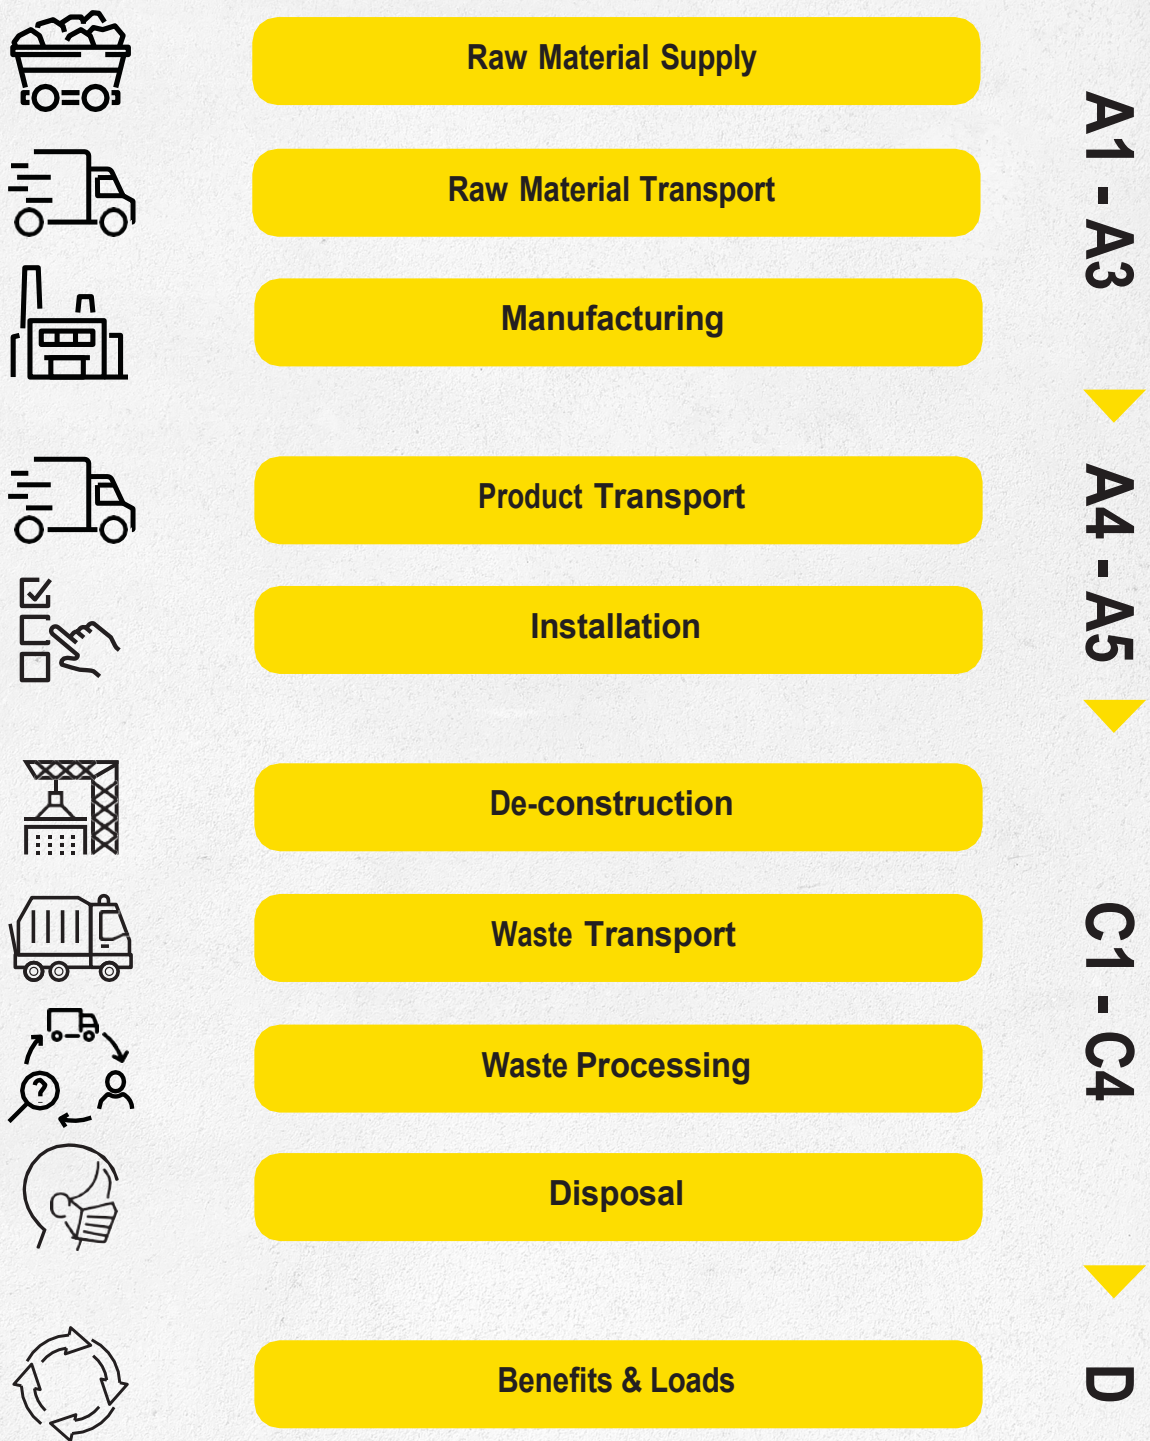 Raw Material Supply
Raw Material Transport
Manufacturing
A1 - A3
Product Transport
Installation
A4 - A5
De-construction
Waste Transport
Waste Processing
?
Disposal
C1 - C4
Benefits & Loads
D